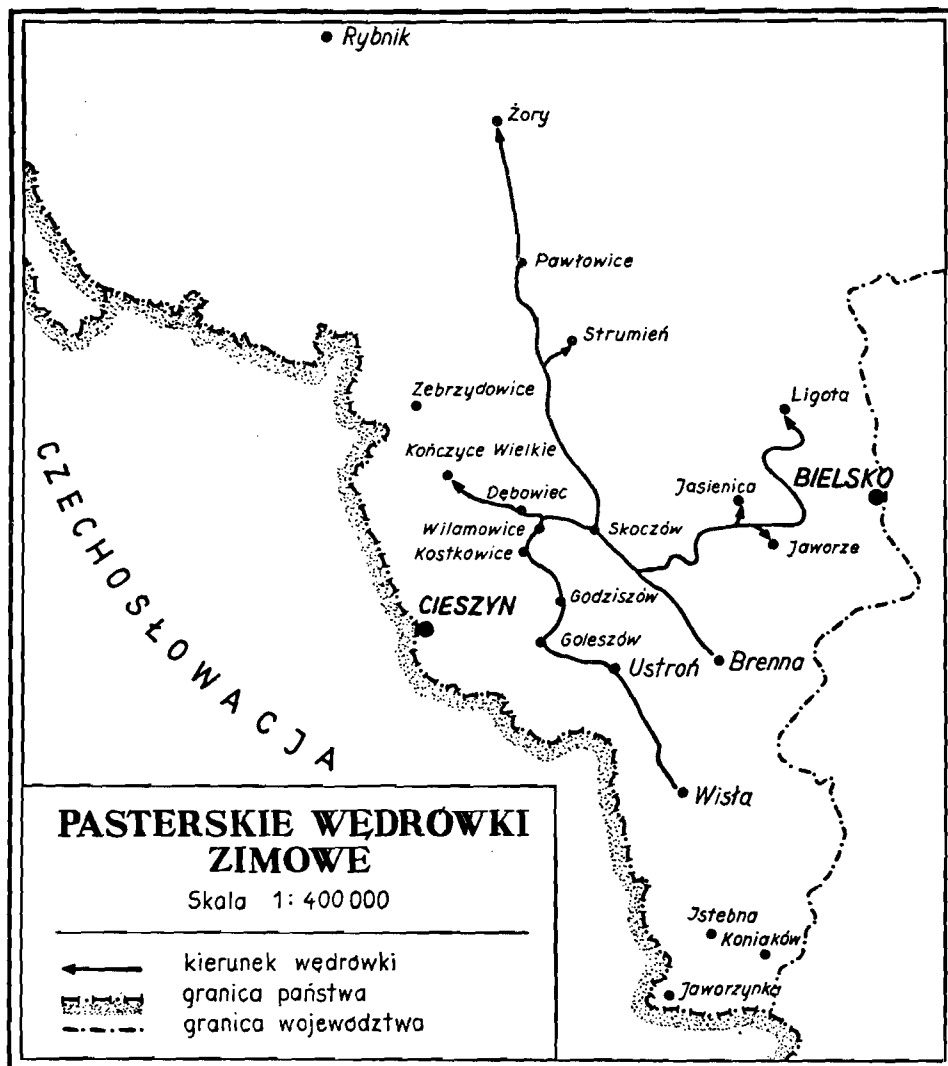 Rybnik
Żory
Pawłowice
Strumień
Zebrzydowice
Ligota
Kończyce Wielkie
BIELSKO
Jasienica
Dębowiec
Wilamowice
Skoczów
Kostkowice
Jaworze
CZECHOSŁOWACJA
CIESZYN
Godziszów
Goleszów
Ustroń
Brenna
Wisła
PASTERSKIE WĘDRÓWKI
ZIMOWE
Skala 1:400 000
kierunek wędrówki
granica państwa
granica województwa
Istebna
Koniaków
Jaworzynka